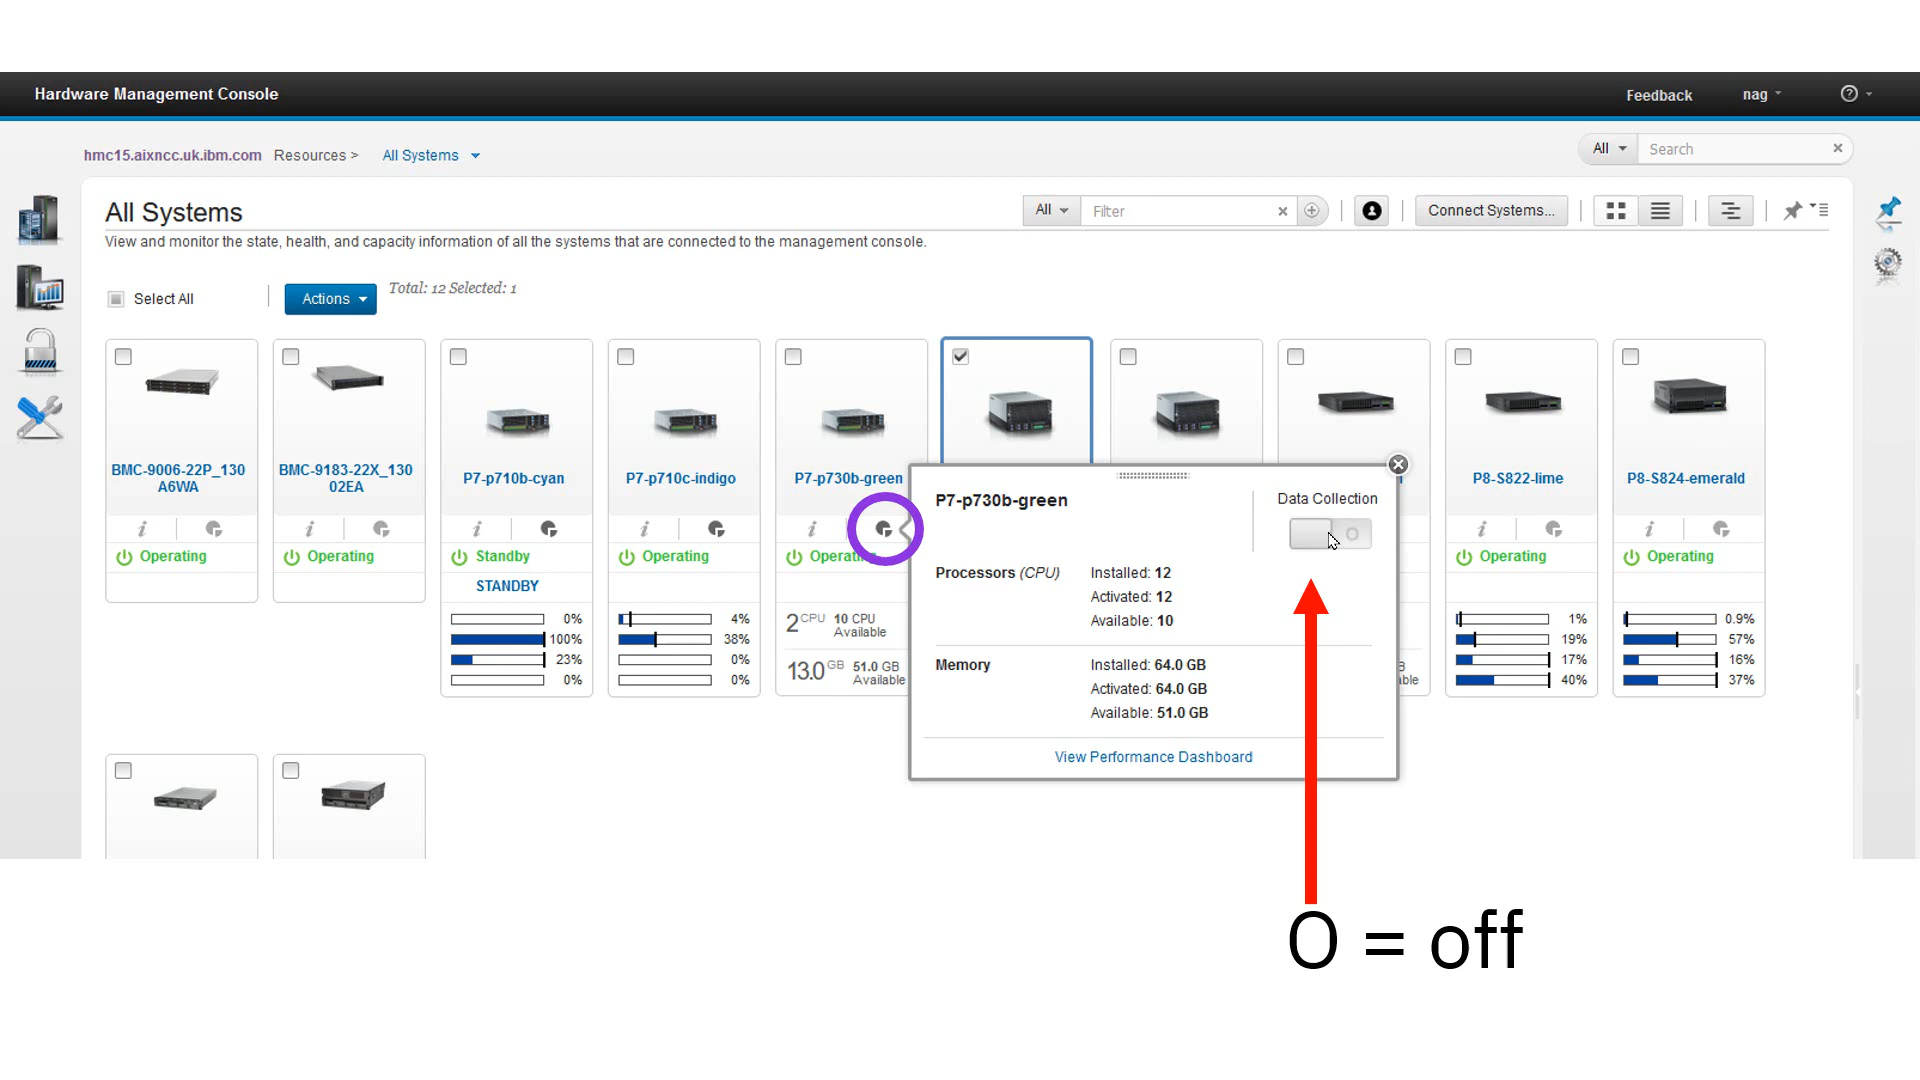 Hardware Management Console
Feedback
nag
hmc15.aixncc.uk.ibm.com Resources > All Systems
All Search
All Systems
All Filter
Connect Systems...
View and monitor the state, health, and capacity information of all the systems that are connected to the management console.
Select All
Actions
Total: 12 Selected: 1
BMC-9006-22P_130
A6WA
i
Operating
BMC-9183-22X_130
02EA
i
Operating
P7-p710b-cyan
i
Standby
STANDBY
0%
100%
23%
0%
P7-p710c-indigo
i
Operating
4%
38%
0%
0%
P7-p730b-green
i
2 CPU 10 CPU
Available
13.0 GB 51.0 GB
Available
P7-p730b-green
Data Collection
Processors (CPU)
Installed: 12
Activated: 12
Available: 10
Memory
Installed: 64.0 GB
Activated: 64.0 GB
Available: 51.0 GB
View Performance Dashboard
P8-S822-lime
i
Operating
1%
19%
17%
40%
P8-S824-emerald
i
Operating
0.9%
57%
16%
37%
O = off